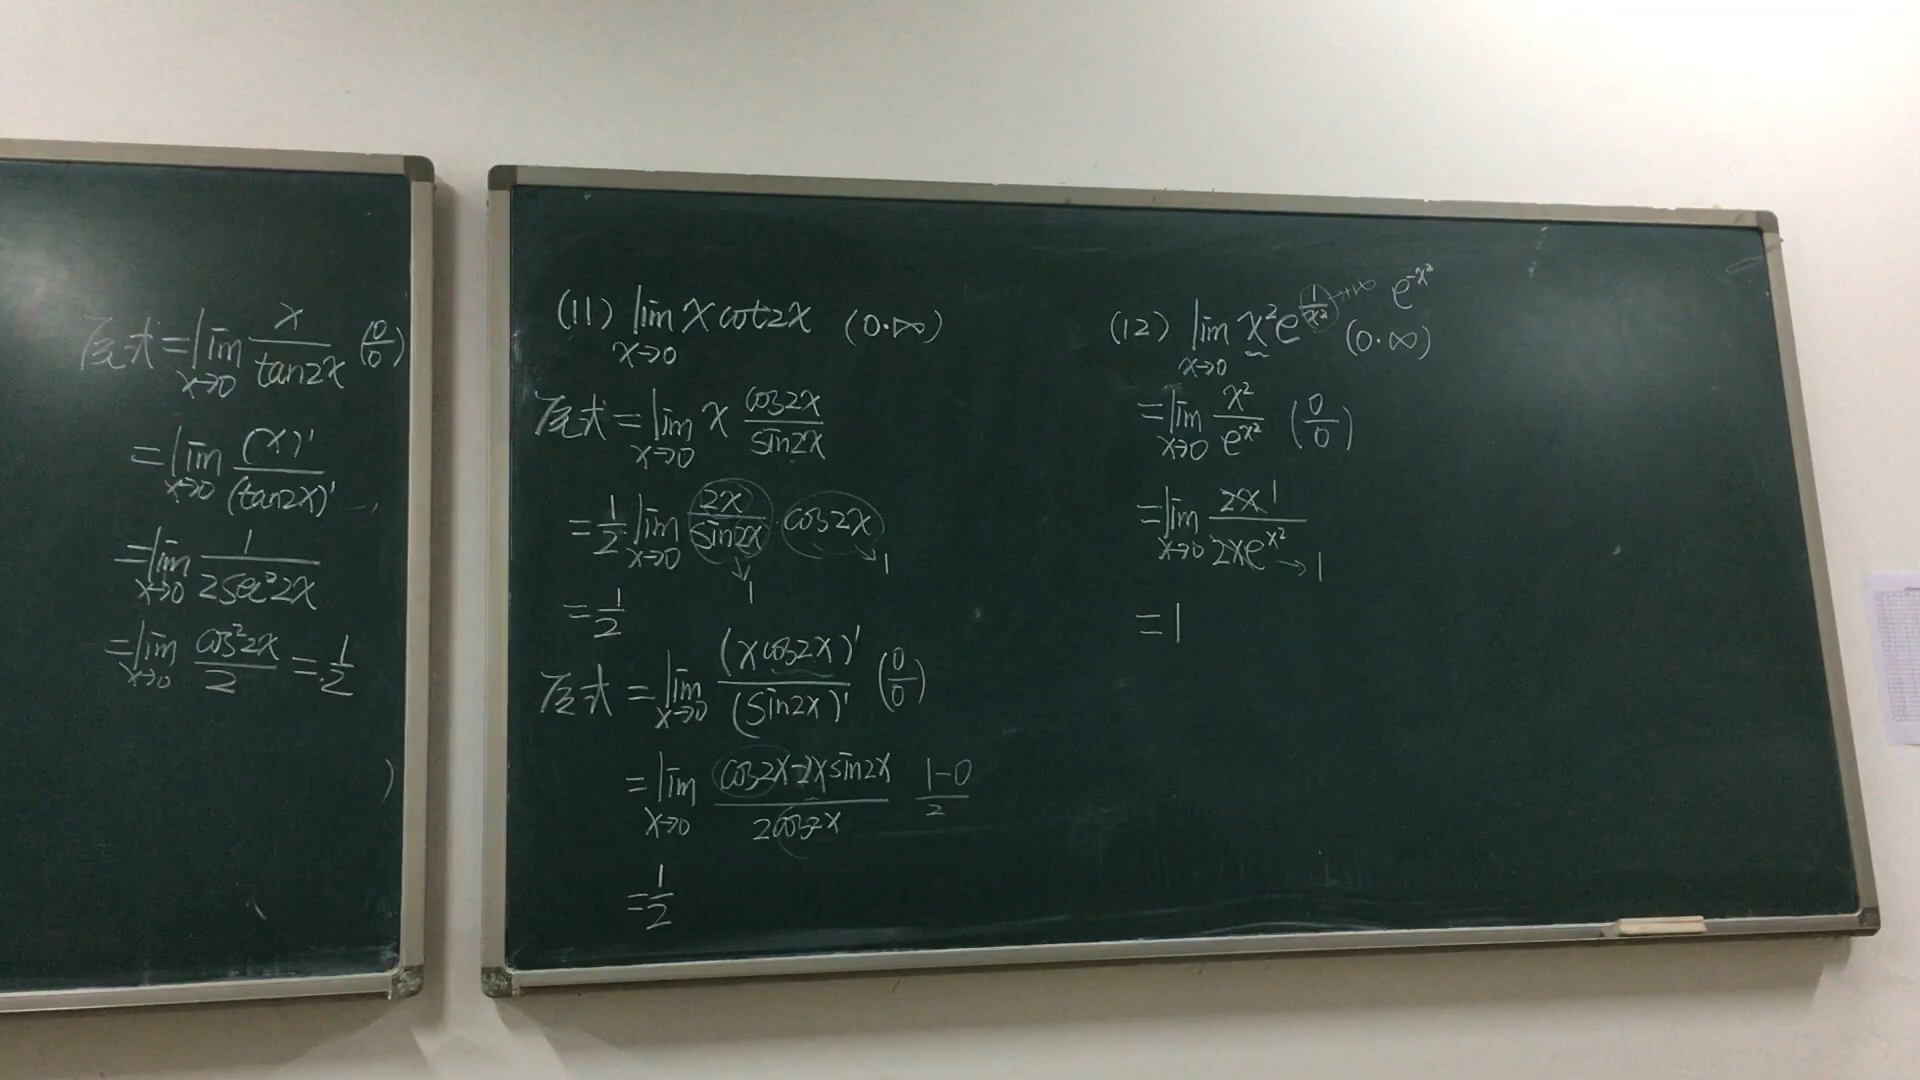 原式 = lim x→0 x/tan2x (0/0)
= lim x→0 (x)'/(tan2x)'
= lim x→0 1/2sec²2x
= lim x→0 cos²2x/2 = 1/2
(11) lim x→0 x cot2x (0·∞)
原式 = lim x→0 x cos2x/sin2x
= 1/2 lim x→0 2x/sin2x · cos2x
→1 →1
= 1/2
原式 = lim x→0 (xcos2x)'/(sin2x)' (0/0)
= lim x→0 cos2x-2xsin2x/2cos2x 1-0/2
= 1/2
(12) lim x→0 x²e^(1/x²) →+∞ e^(-x²)
(0·∞)
= lim x→0 x²/e^(x²) (0/0)
= lim x→0 2x 1/2xe^(x²) →1
= 1